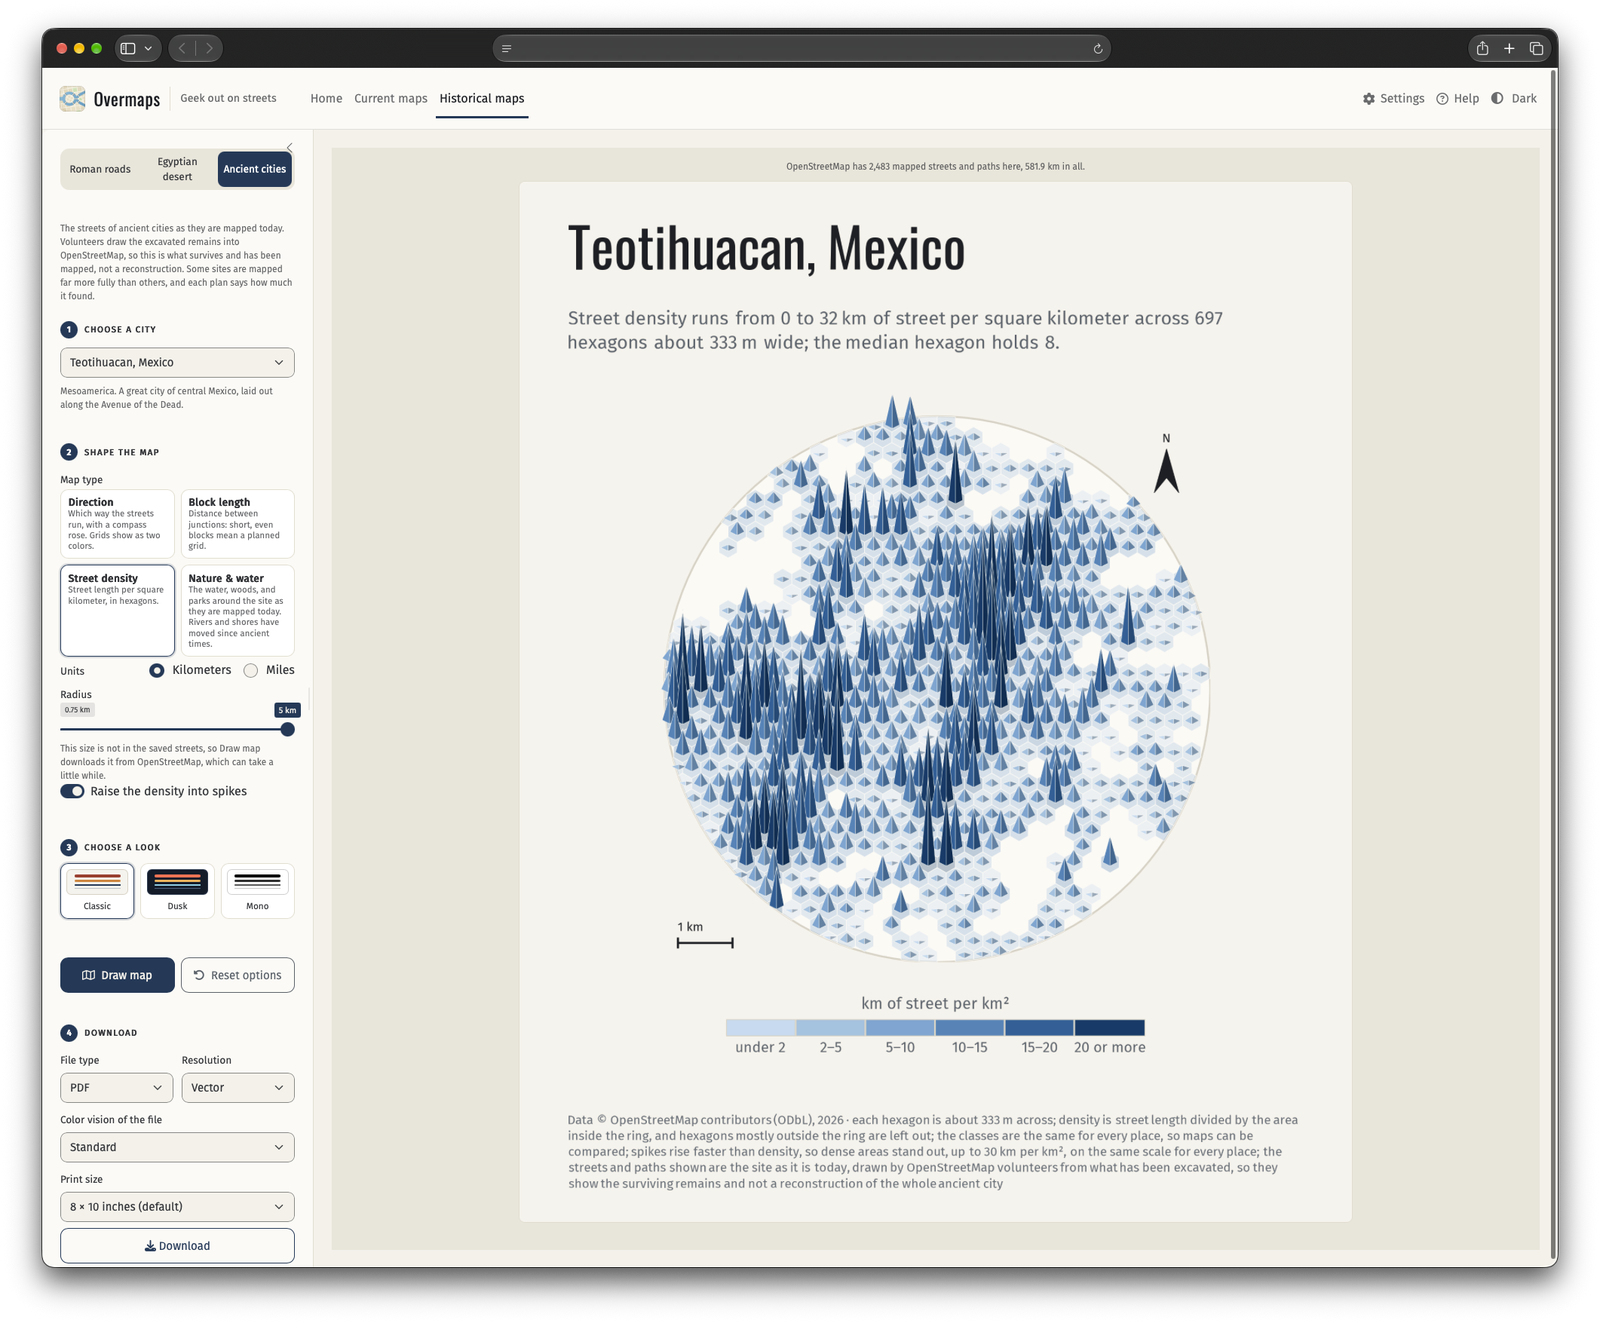 Overmaps
Geek out on streets
Home
Current maps
Historical maps
Settings
Help
Dark
Roman roads
Egyptian
desert
Ancient cities
The streets of ancient cities as they are mapped today.
Volunteers draw the excavated remains into
OpenStreetMap, so this is what survives and has been
mapped, not a reconstruction. Some sites are mapped
far more fully than others, and each plan says how much
it found.
1 CHOOSE A CITY
Teotihuacan, Mexico
Mesoamerica. A great city of central Mexico, laid out
along the Avenue of the Dead.
2 SHAPE THE MAP
Map type
Direction
Which way the streets
run, with a compass
rose. Grids show as two
colors.
Block length
Distance between
junctions: short, even
blocks mean a planned
grid.
Street density
Street length per square
kilometer, in hexagons.
Nature & water
The water, woods, and
parks around the site as
they are mapped today.
Rivers and shores have
moved since ancient
times.
Units
Kilometers
Miles
Radius
0.75 km
5 km
This size is not in the saved streets, so Draw map
downloads it from OpenStreetMap, which can take a
little while.
Raise the density into spikes
3 CHOOSE A LOOK
Classic
Dusk
Mono
Draw map
Reset options
4 DOWNLOAD
File type
Resolution
PDF
Vector
Color vision of the file
Standard
Print size
8 × 10 inches (default)
Download
OpenStreetMap has 2,483 mapped streets and paths here, 581.9 km in all.
Teotihuacan, Mexico
Street density runs from 0 to 32 km of street per square kilometer across 697
hexagons about 333 m wide; the median hexagon holds 8.
N
1 km
km of street per km²
under 2
2–5
5–10
10–15
15–20
20 or more
Data © OpenStreetMap contributors (ODbL), 2026 · each hexagon is about 333 m across; density is street length divided by the area
inside the ring, and hexagons mostly outside the ring are left out; the classes are the same for every place, so maps can be
compared; spikes rise faster than density, so dense areas stand out, up to 30 km per km², on the same scale for every place; the
streets and paths shown are the site as it is today, drawn by OpenStreetMap volunteers from what has been excavated, so they
show the surviving remains and not a reconstruction of the whole ancient city